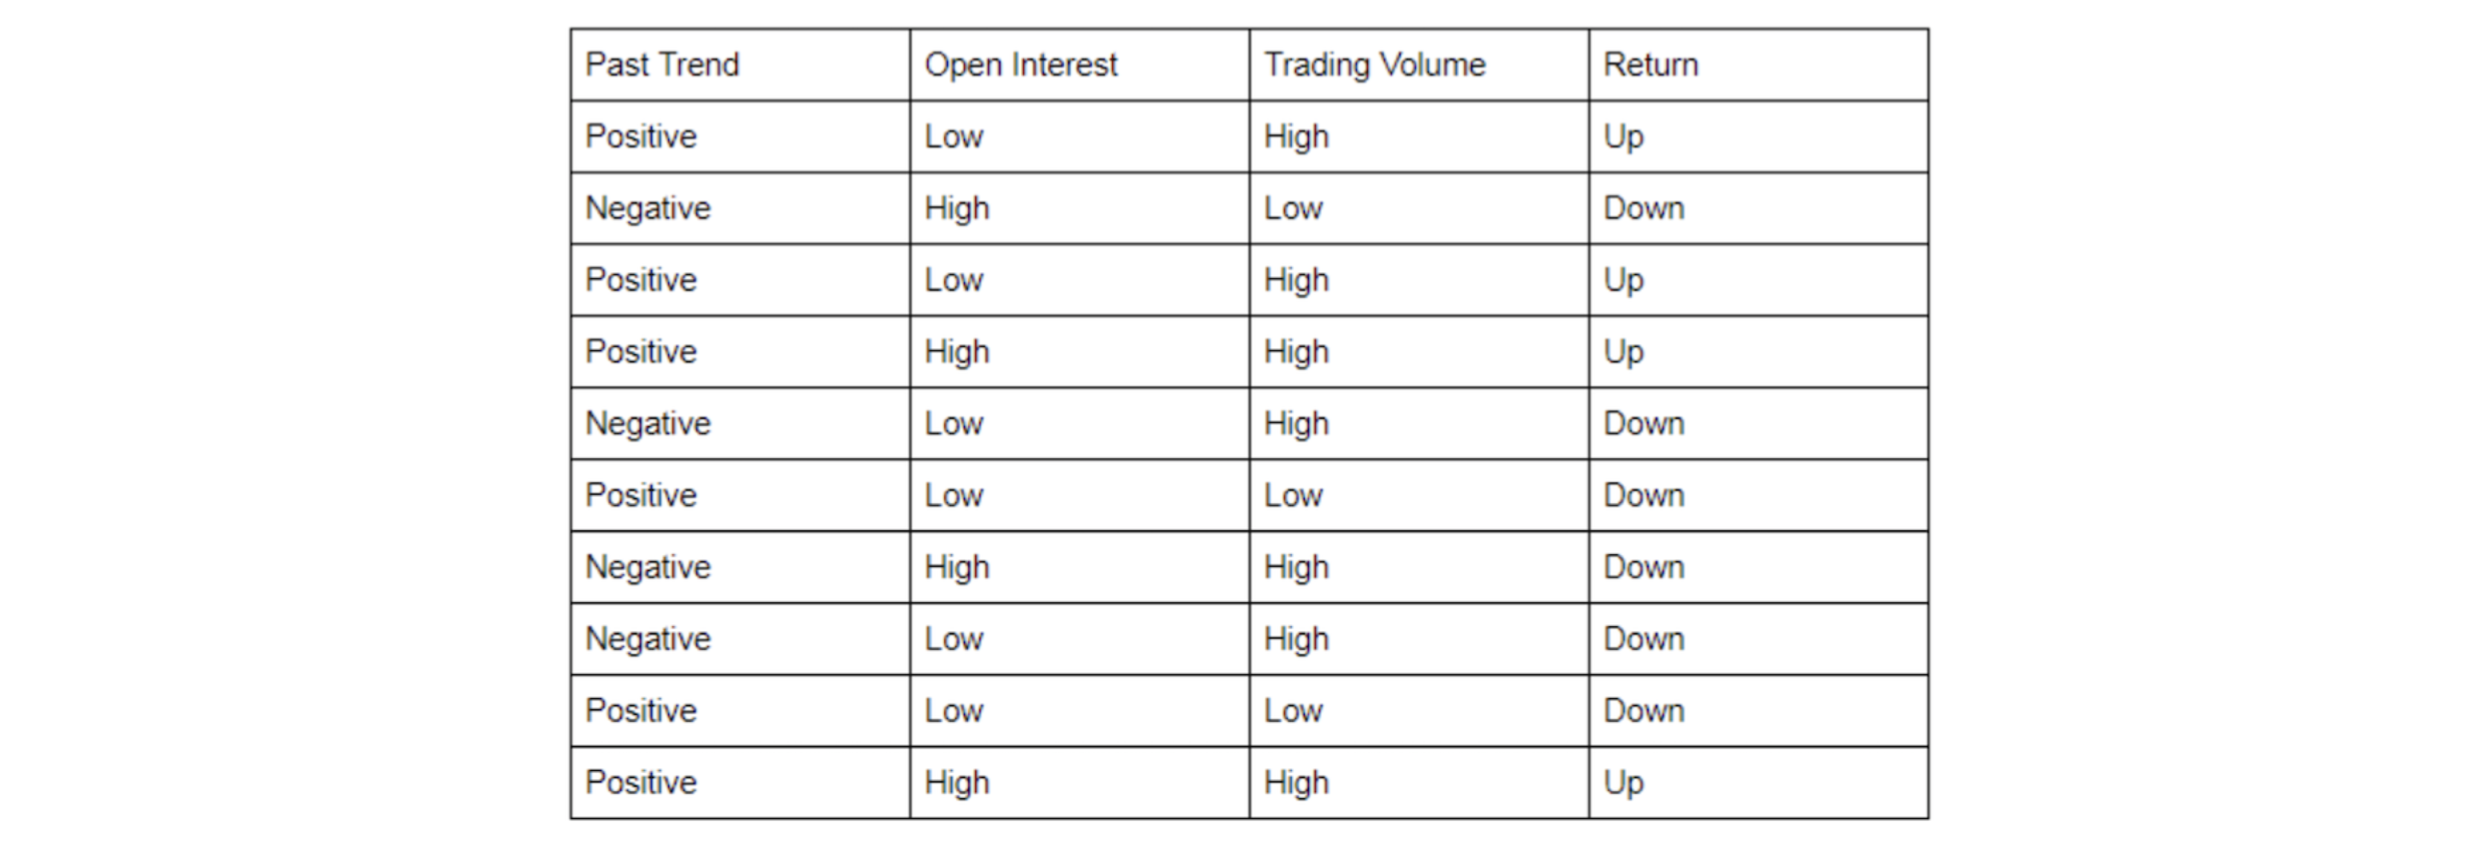 Past Trend Open Interest Trading Volume Return
Positive Low High Up
Negative High Low Down
Positive Low High Up
Positive High High Up
Negative Low High Down
Positive Low Low Down
Negative High High Down
Negative Low High Down
Positive Low Low Down
Positive High High Up